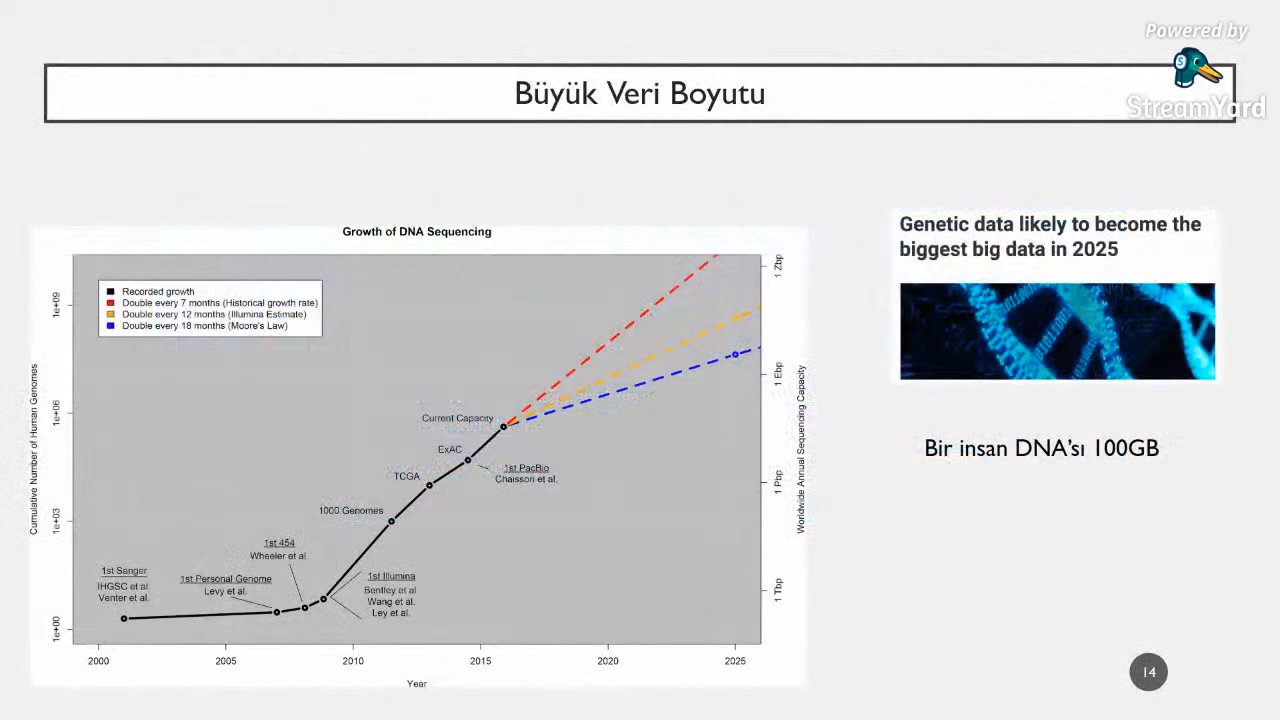 Powered by
StreamYard
Büyük Veri Boyutu
Growth of DNA Sequencing
Recorded growth
Double every 7 months (Historical growth rate)
Double every 12 months (Illumina Estimate)
Double every 18 months (Moore's Law)
Cumulative Number of Human Genomes
1e+09
1e+06
1e+03
1e+00
Current Capacity
ExAC
1st PacBio
Chaisson et al.
TCGA
1000 Genomes
1st 454
Wheeler et al
1st Sanger
IHGSC et al.
Venter et al.
1st Personal Genome
Levy et al.
1st Illumina
Bentley et al
Wang et al.
Ley et al.
1 Zbp
1 Ebp
1 Pbp
1 Tbp
Worldwide Annual Sequencing Capacity
2000 2005 2010 2015 2020 2025
Year
Genetic data likely to become the
biggest big data in 2025
Bir insan DNA'sı 100GB
14